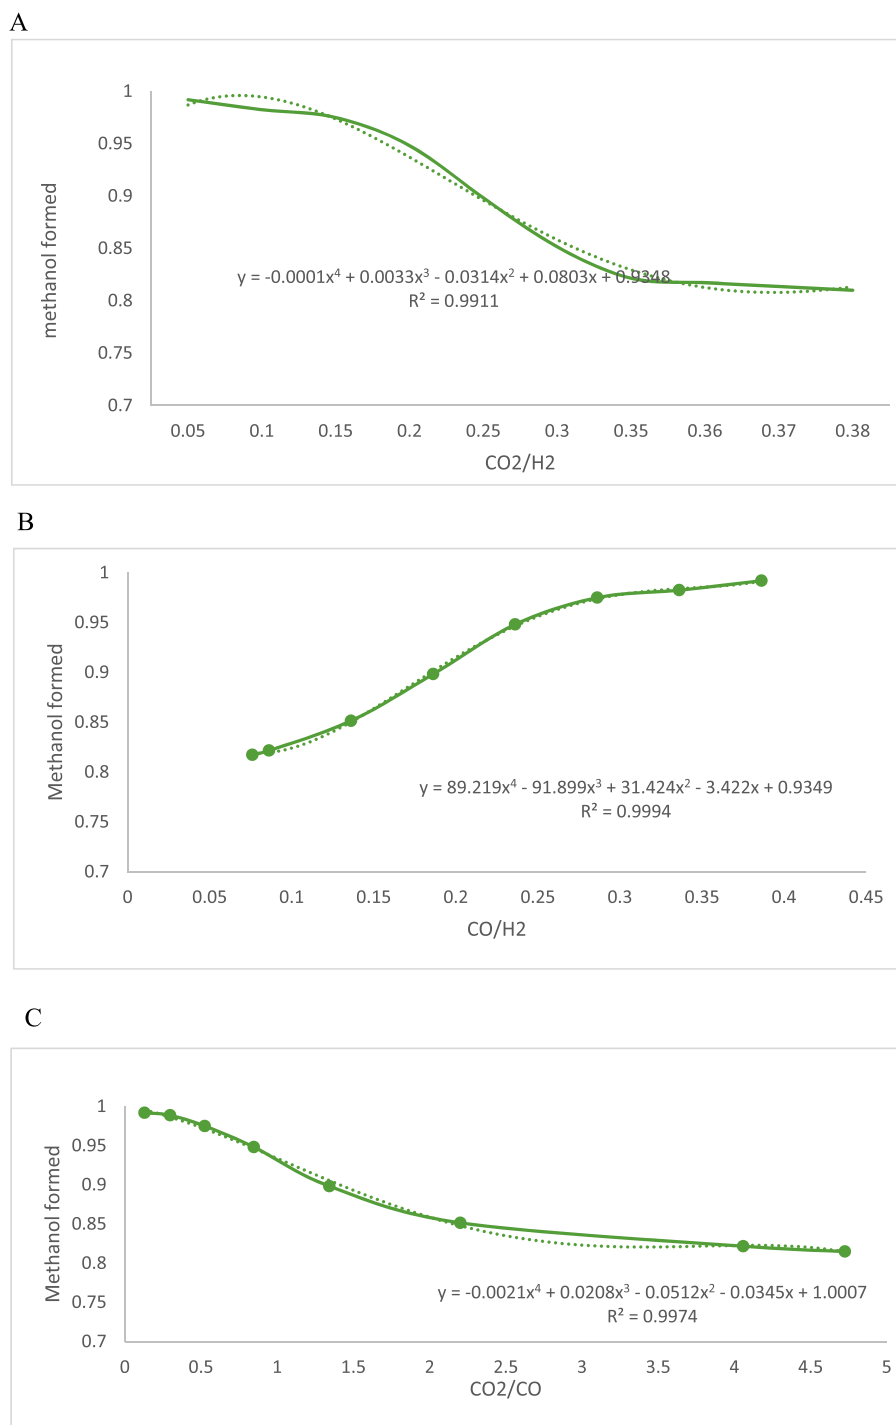 A
1
0.95
0.9
0.85
0.8
0.75
0.7
methanol formed
y = -0.0001x⁴ + 0.0033x³ - 0.0314x² + 0.0803x + 0.9348
R² = 0.9911
0.05 0.1 0.15 0.2 0.25 0.3 0.35 0.36 0.37 0.38
CO2/H2
B
1
0.95
0.9
0.85
0.8
0.75
0.7
Methanol formed
y = 89.219x⁴ - 91.899x³ + 31.424x² - 3.422x + 0.9349
R² = 0.9994
0 0.05 0.1 0.15 0.2 0.25 0.3 0.35 0.4 0.45
CO/H2
C
1
0.95
0.9
0.85
0.8
0.75
0.7
Methanol formed
y = -0.0021x⁴ + 0.0208x³ - 0.0512x² - 0.0345x + 1.0007
R² = 0.9974
0 0.5 1 1.5 2 2.5 3 3.5 4 4.5 5
CO2/CO